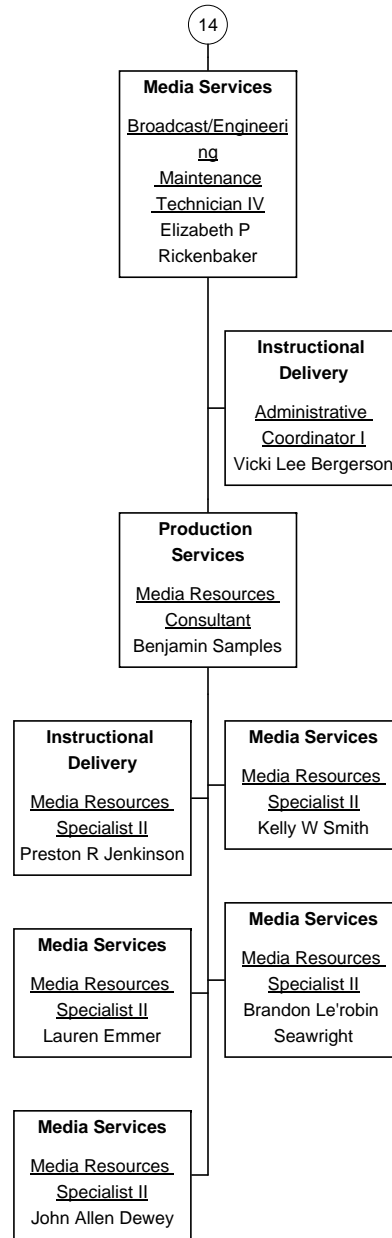 14
Media Services
Broadcast/Engineeri
ng
Maintenance
Technician IV
Elizabeth P
Rickenbaker
Instructional
Delivery
Administrative
Coordinator I
Vicki Lee Bergerson
Production
Services
Media Resources
Consultant
Benjamin Samples
Instructional
Delivery
Media Resources
Specialist II
Preston R Jenkinson
Media Services
Media Resources
Specialist II
Kelly W Smith
Media Services
Media Resources
Specialist II
Lauren Emmer
Media Services
Media Resources
Specialist II
Brandon Le'robin
Seawright
Media Services
Media Resources
Specialist II
John Allen Dewey